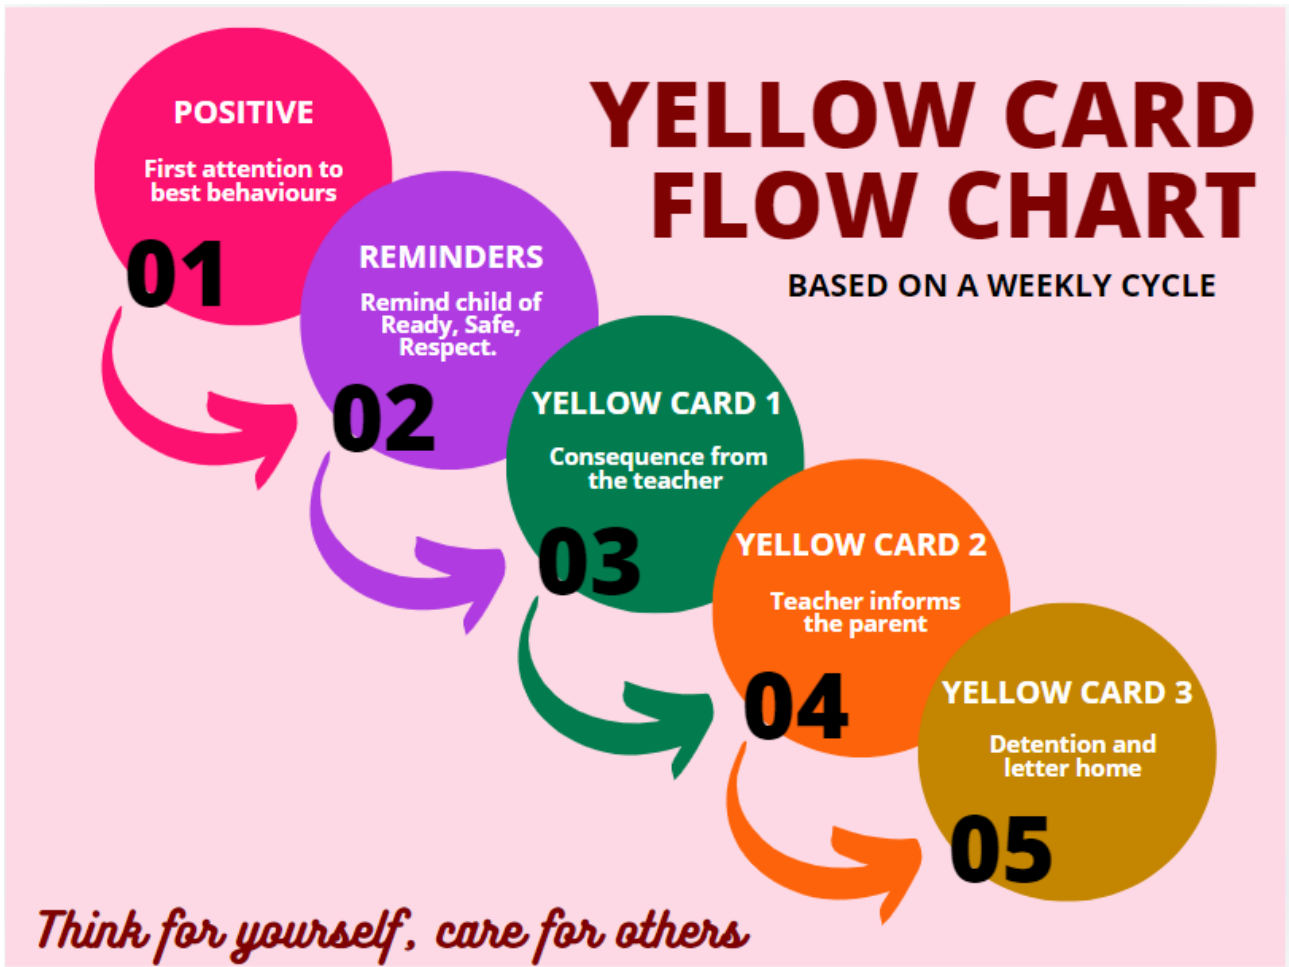 YELLOW CARD
FLOW CHART
BASED ON A WEEKLY CYCLE
POSITIVE
First attention to
best behaviours
01
REMINDERS
Remind child of
Ready, Safe,
Respect.
02
YELLOW CARD 1
Consequence from
the teacher
03
YELLOW CARD 2
Teacher informs
the parent
04
YELLOW CARD 3
Detention and
letter home
05
Think for yourself, care for others